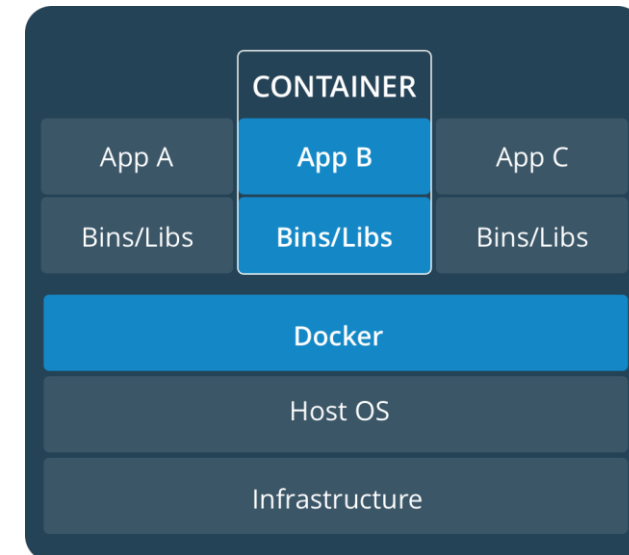 CONTAINER
App A
App B
App C
Bins/Libs
Bins/Libs
Bins/Libs
Docker
Host OS
Infrastructure